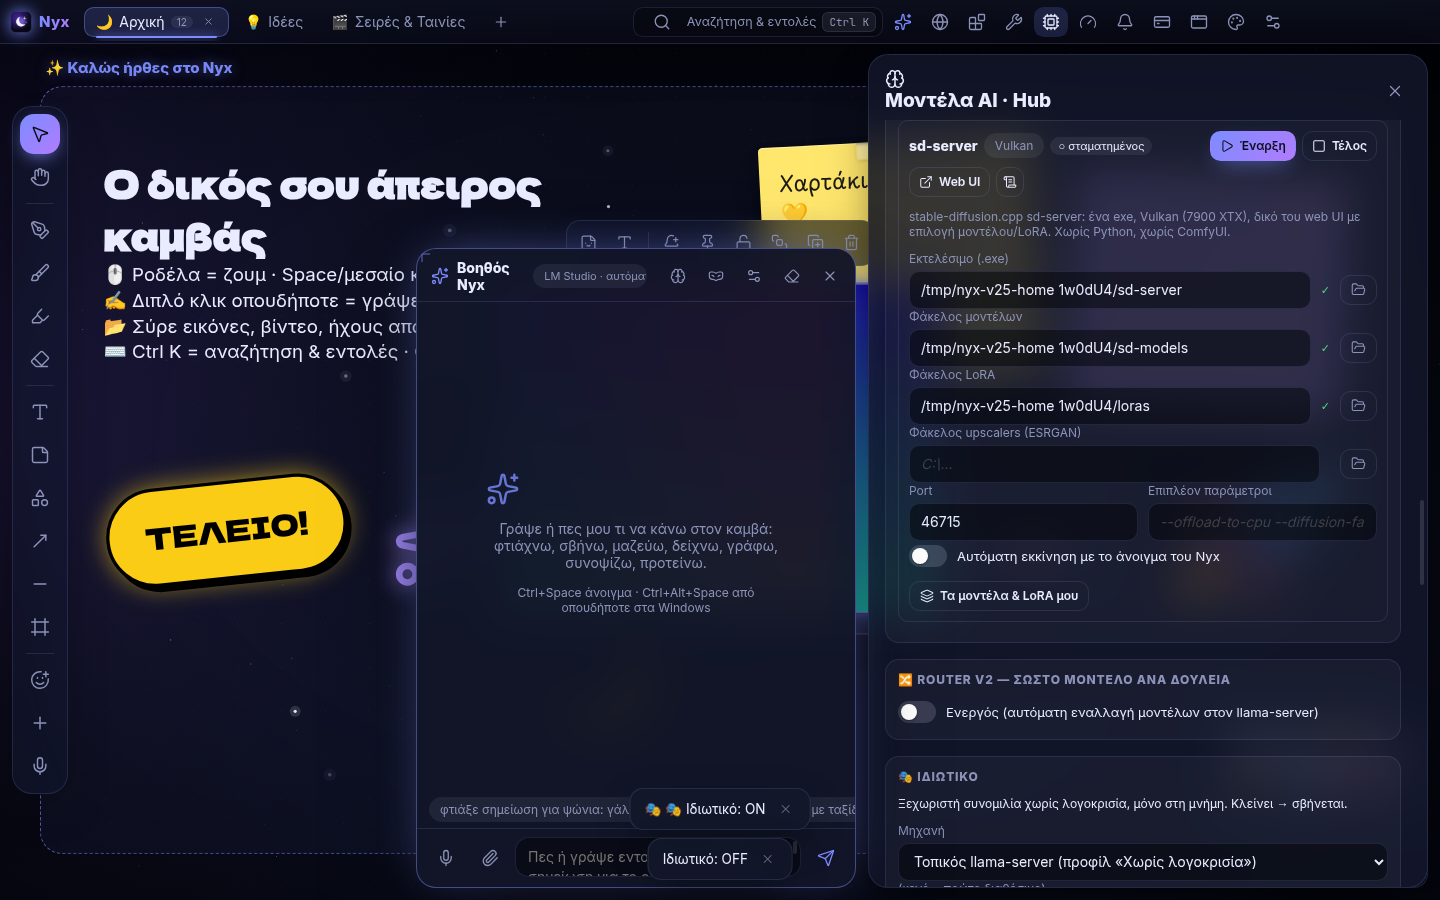 Nyx
Αρχική 12
Ιδέες
Σειρές & Ταινίες
Αναζήτηση & εντολές Ctrl K
✨ Καλώς ήρθες στο Nyx
Ο δικός σου άπειρος
καμβάς
🖱️ Ροδέλα = ζουμ · Space/μεσαίο κ
✍️ Διπλό κλικ οπουδήποτε = γράψε
📂 Σύρε εικόνες, βίντεο, ήχους απο
⌨️ Ctrl K = αναζήτηση & εντολές ·
Χαρτάκι
💛
ΤΕΛΕΙΟ!
Βοηθός
Nyx
LM Studio · αυτόμα
Γράψε ή πες μου τι να κάνω στον καμβά:
φτιάχνω, σβήνω, μαζεύω, δείχνω, γράφω,
συνοψίζω, προτείνω.
Ctrl+Space άνοιγμα · Ctrl+Alt+Space από
οπουδήποτε στα Windows
φτιάξε σημείωση για ψώνια: γάλ
με ταξίδ
🎭 🎭 Ιδιωτικό: ON
Πες ή γράψε εντο
Ιδιωτικό: OFF
Μοντέλα AI · Hub
sd-server Vulkan ○ σταματημένος
Έναρξη
Τέλος
Web UI
stable-diffusion.cpp sd-server: ένα exe, Vulkan (7900 XTX), δικό του web UI με
επιλογή μοντέλου/LoRA. Χωρίς Python, χωρίς ComfyUI.
Εκτελέσιμο (.exe)
/tmp/nyx-v25-home 1w0dU4/sd-server ✓
Φάκελος μοντέλων
/tmp/nyx-v25-home 1w0dU4/sd-models ✓
Φάκελος LoRA
/tmp/nyx-v25-home 1w0dU4/loras ✓
Φάκελος upscalers (ESRGAN)
C:\...
Port
Επιπλέον παράμετροι
46715
--offload-to-cpu --diffusion-fa
Αυτόματη εκκίνηση με το άνοιγμα του Nyx
Τα μοντέλα & LoRA μου
🔀 ROUTER V2 — ΣΩΣΤΟ ΜΟΝΤΕΛΟ ΑΝΑ ΔΟΥΛΕΙΑ
Ενεργός (αυτόματη εναλλαγή μοντέλων στον llama-server)
🎭 ΙΔΙΩΤΙΚΟ
Ξεχωριστή συνομιλία χωρίς λογοκρισία, μόνο στη μνήμη. Κλείνει → σβήνεται.
Μηχανή
Τοπικός llama-server (προφίλ «Χωρίς λογοκρισία»)